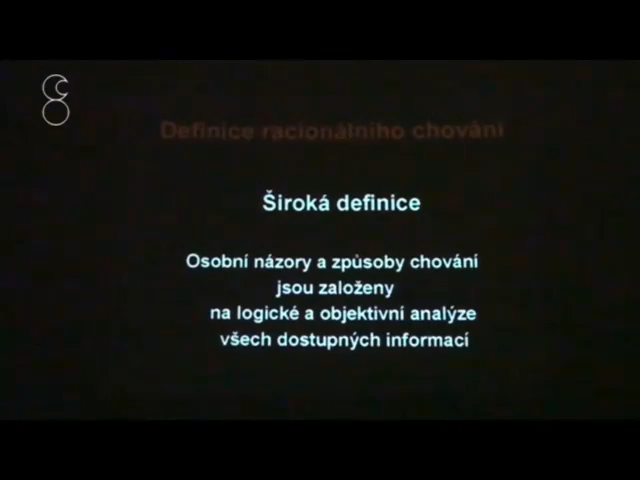 Definice racionálního chování
Široká definice
Osobní názory a způsoby chování
jsou založeny
na logické a objektivní analýze
všech dostupných informací